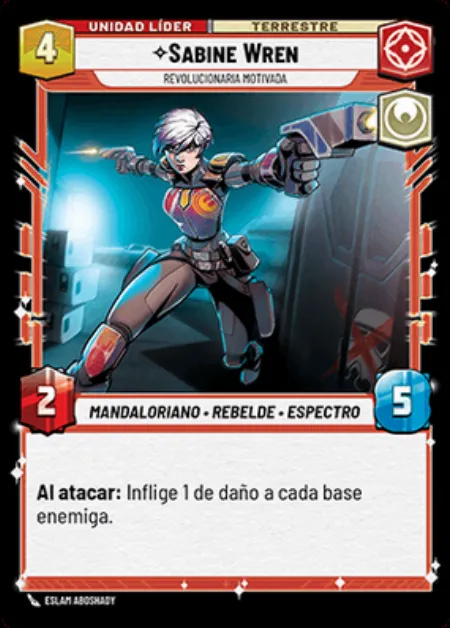 UNIDAD LÍDER
TERRESTRE
4
✧SABINE WREN
REVOLUCIONARIA MOTIVADA
2
MANDALORIANO • REBELDE • ESPECTRO
5
Al atacar: Inflige 1 de daño a cada base
enemiga.
ESLAM ABOSHADY